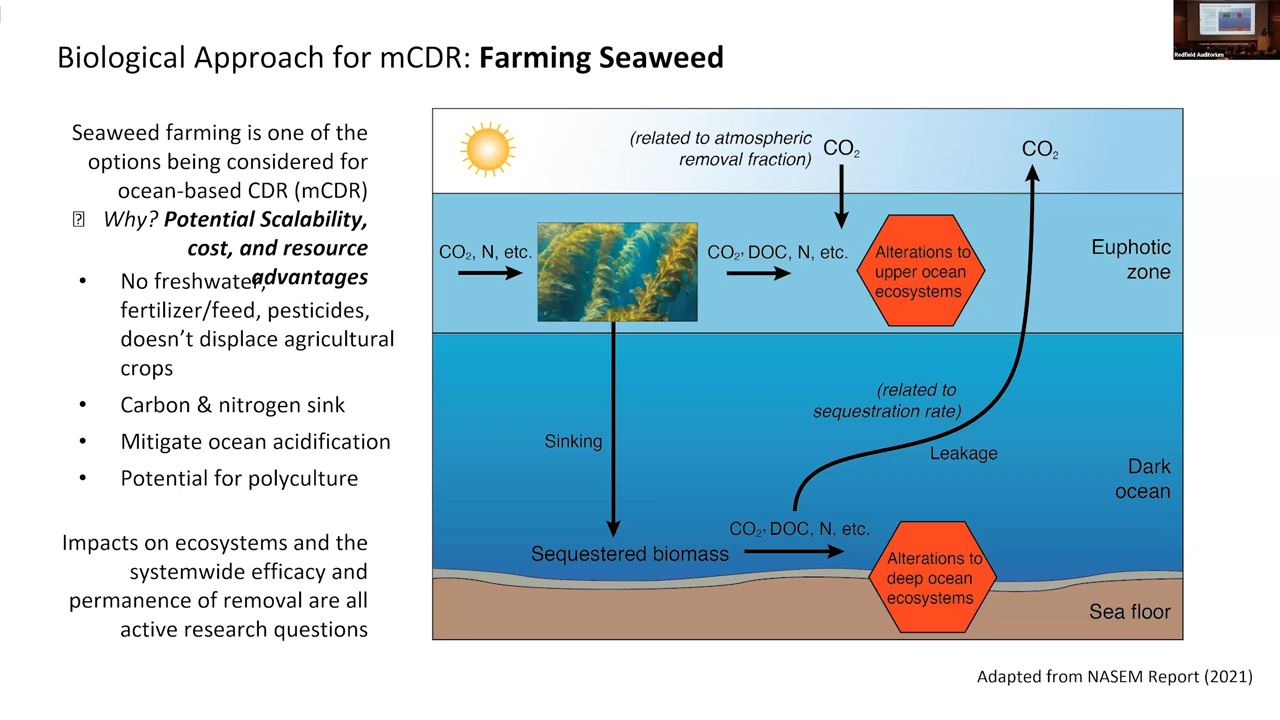 Redfield Auditorium
Biological Approach for mCDR: Farming Seaweed
Seaweed farming is one of the
options being considered for
ocean-based CDR (mCDR)
Why? Potential Scalability,
cost, and resource
advantages
• No freshwater,
fertilizer/feed, pesticides,
doesn’t displace agricultural
crops
• Carbon & nitrogen sink
• Mitigate ocean acidification
• Potential for polyculture
Impacts on ecosystems and the
systemwide efficacy and
permanence of removal are all
active research questions
(related to atmospheric
removal fraction)
CO₂
CO₂
CO₂, N, etc.
CO₂, DOC, N, etc.
Alterations to
upper ocean
ecosystems
Euphotic
zone
(related to
sequestration rate)
Sinking
Leakage
Dark
ocean
CO₂, DOC, N, etc.
Sequestered biomass
Alterations to
deep ocean
ecosystems
Sea floor
Adapted from NASEM Report (2021)